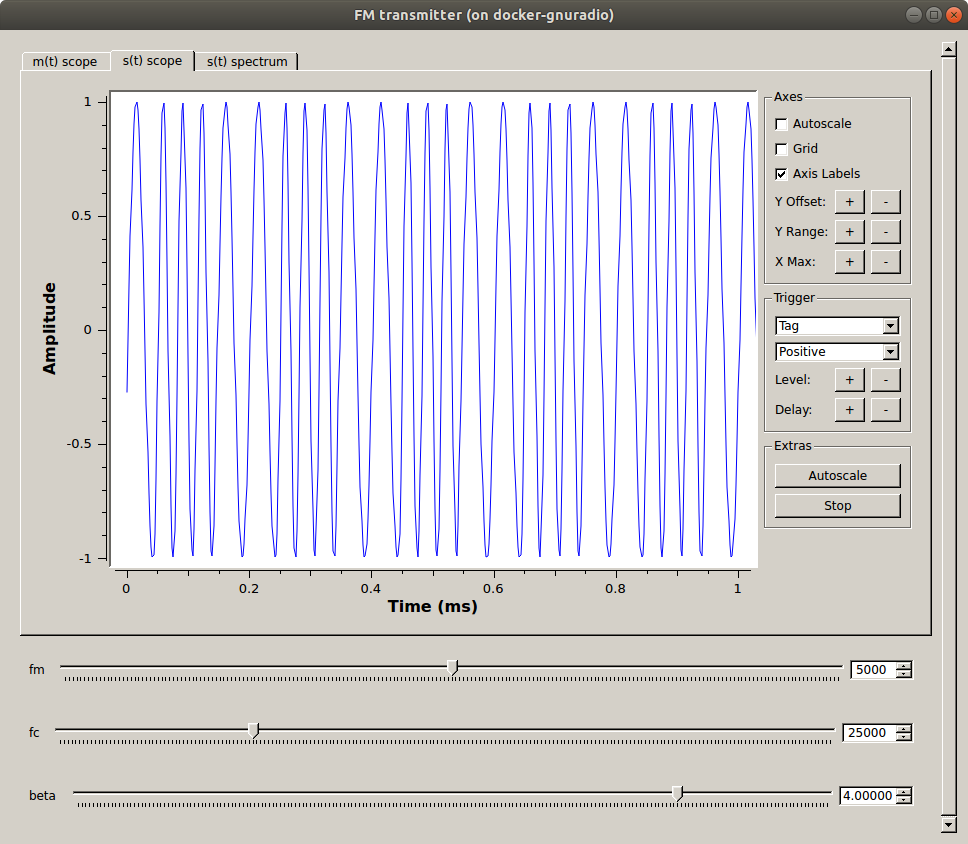 FM transmitter (on docker-gnuradio)
m(t) scope s(t) scope s(t) spectrum
Amplitude
1
0.5
0
-0.5
-1
0 0.2 0.4 0.6 0.8 1
Time (ms)
Axes
Autoscale
Grid
Axis Labels
Y Offset: + -
Y Range: + -
X Max: + -
Trigger
Tag
Positive
Level: + -
Delay: + -
Extras
Autoscale
Stop
fm 5000
fc 25000
beta 4.00000